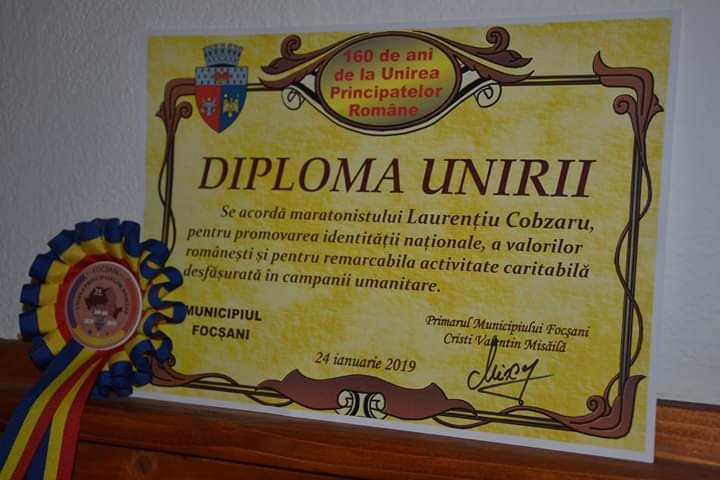 160 de ani
de la Unirea
Principatelor
Române
DIPLOMA UNIRII
Se acordă maratonistului Laurențiu Cobzaru,
pentru promovarea identității naționale, a valorilor
românești și pentru remarcabila activitate caritabilă
desfășurată în campanii umanitare.
MUNICIPIUL
FOCȘANI
Primarul Municipiului Focșani
Cristi Valentin Misăilă
24 ianuarie 2019
FOCȘANI